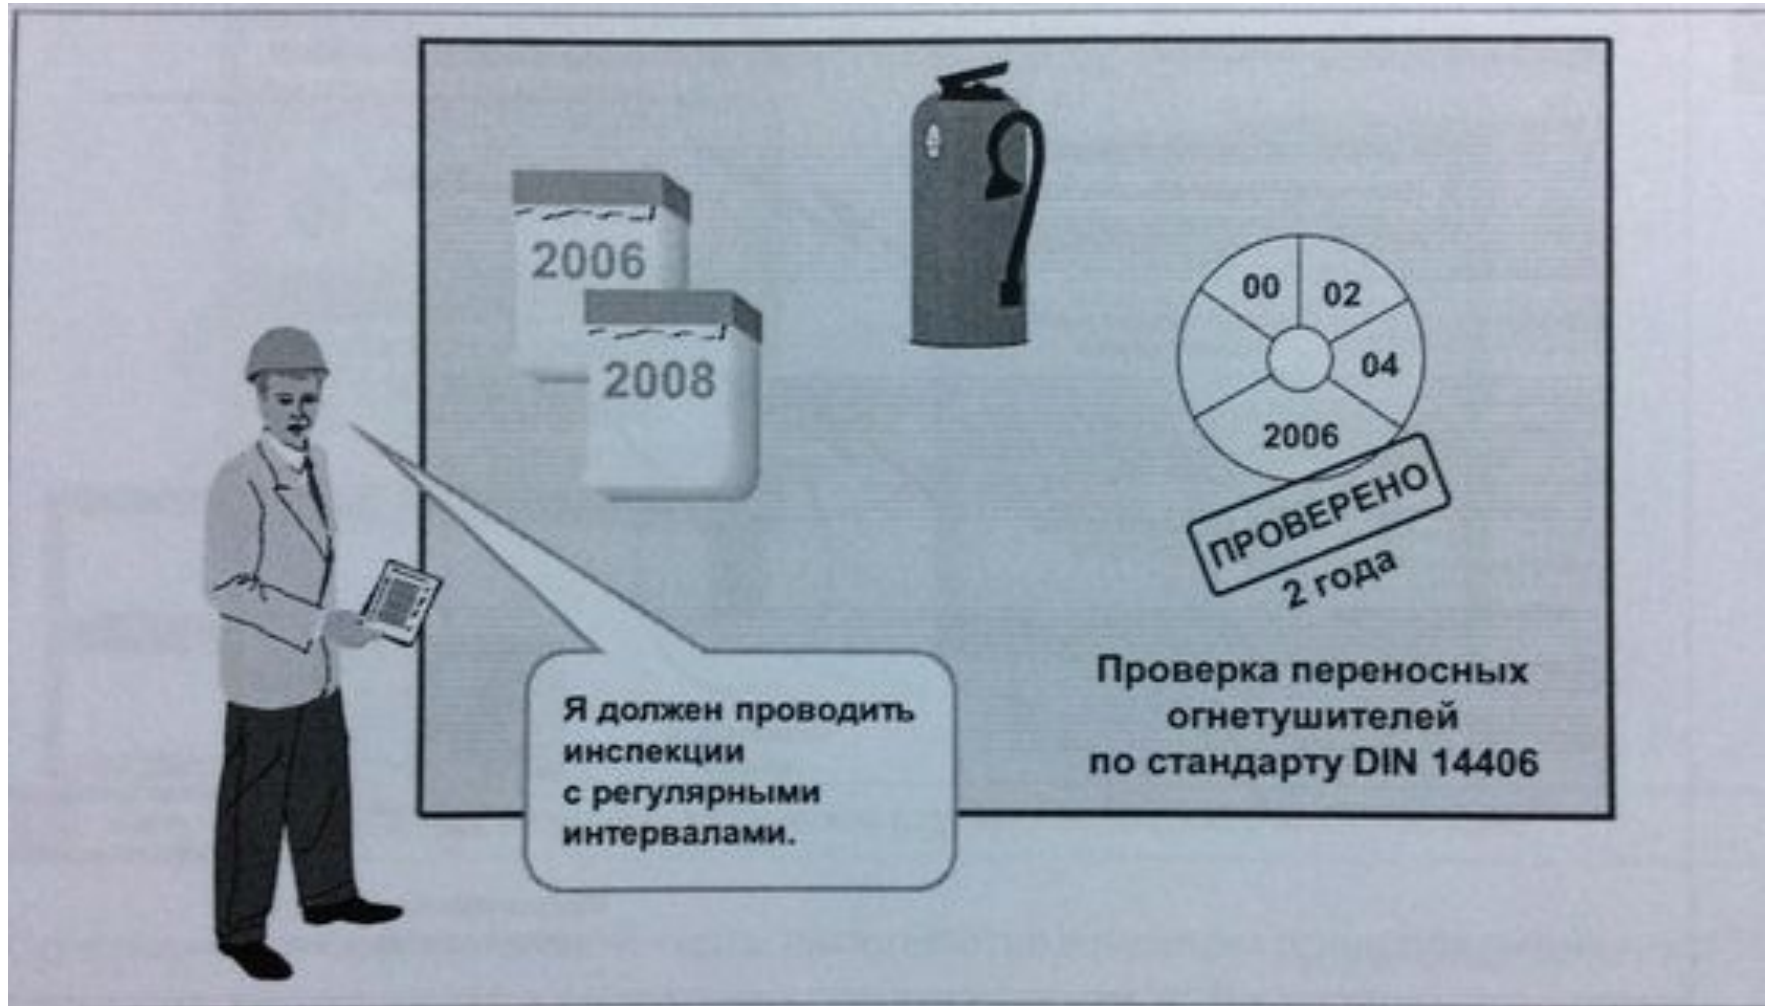 2006
2008
00
02
04
2006
ПРОВЕРЕНО
2 года
Проверка переносных
огнетушителей
по стандарту DIN 14406
Я должен проводить
инспекции
с регулярными
интервалами.